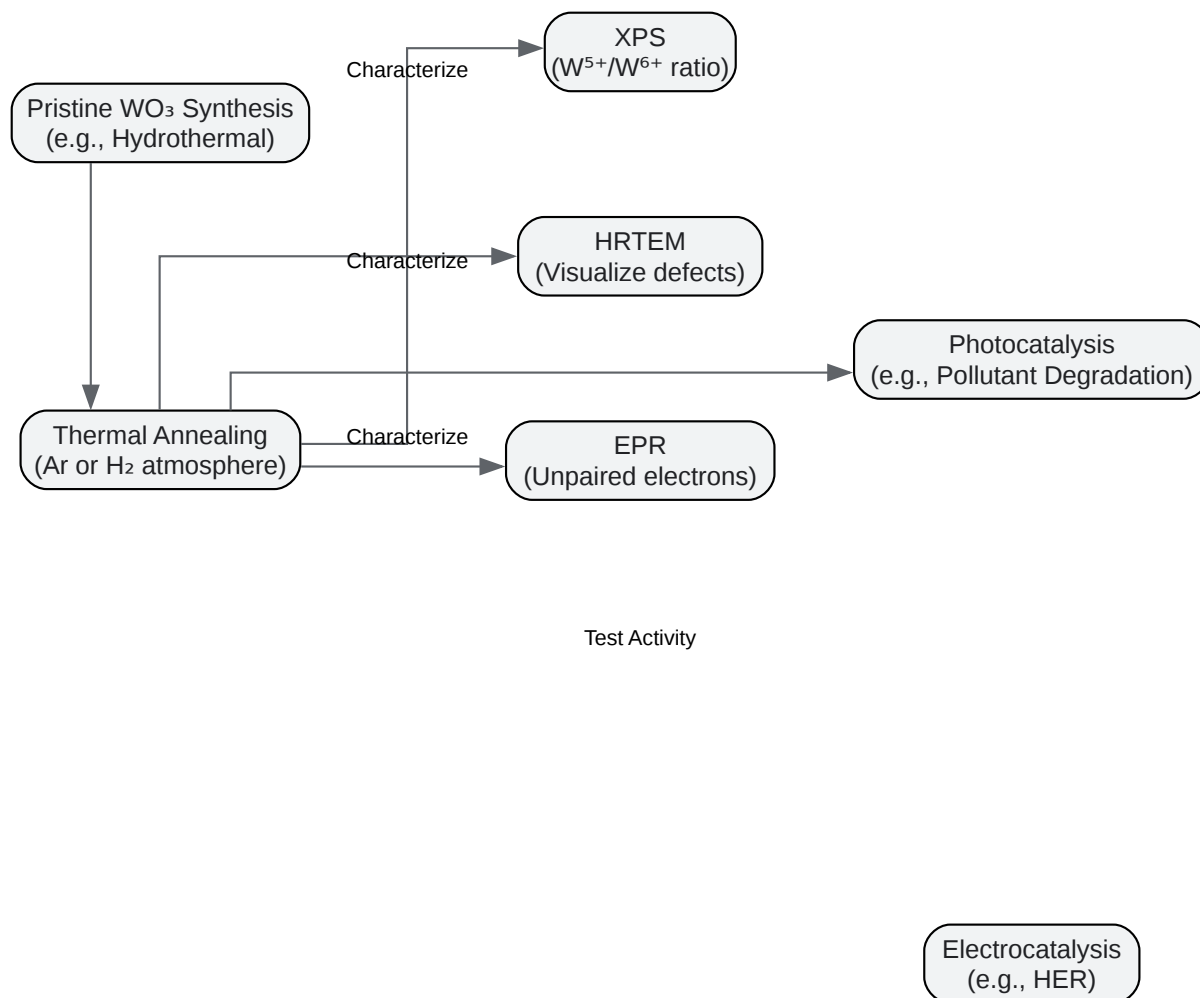 XPS
(W⁵⁺/W⁶⁺ ratio)
Characterize
Pristine WO₃ Synthesis
(e.g., Hydrothermal)
HRTEM
(Visualize defects)
Characterize
Photocatalysis
(e.g., Pollutant Degradation)
Thermal Annealing
(Ar or H₂ atmosphere)
Characterize
EPR
(Unpaired electrons)
Test Activity
Electrocatalysis
(e.g., HER)